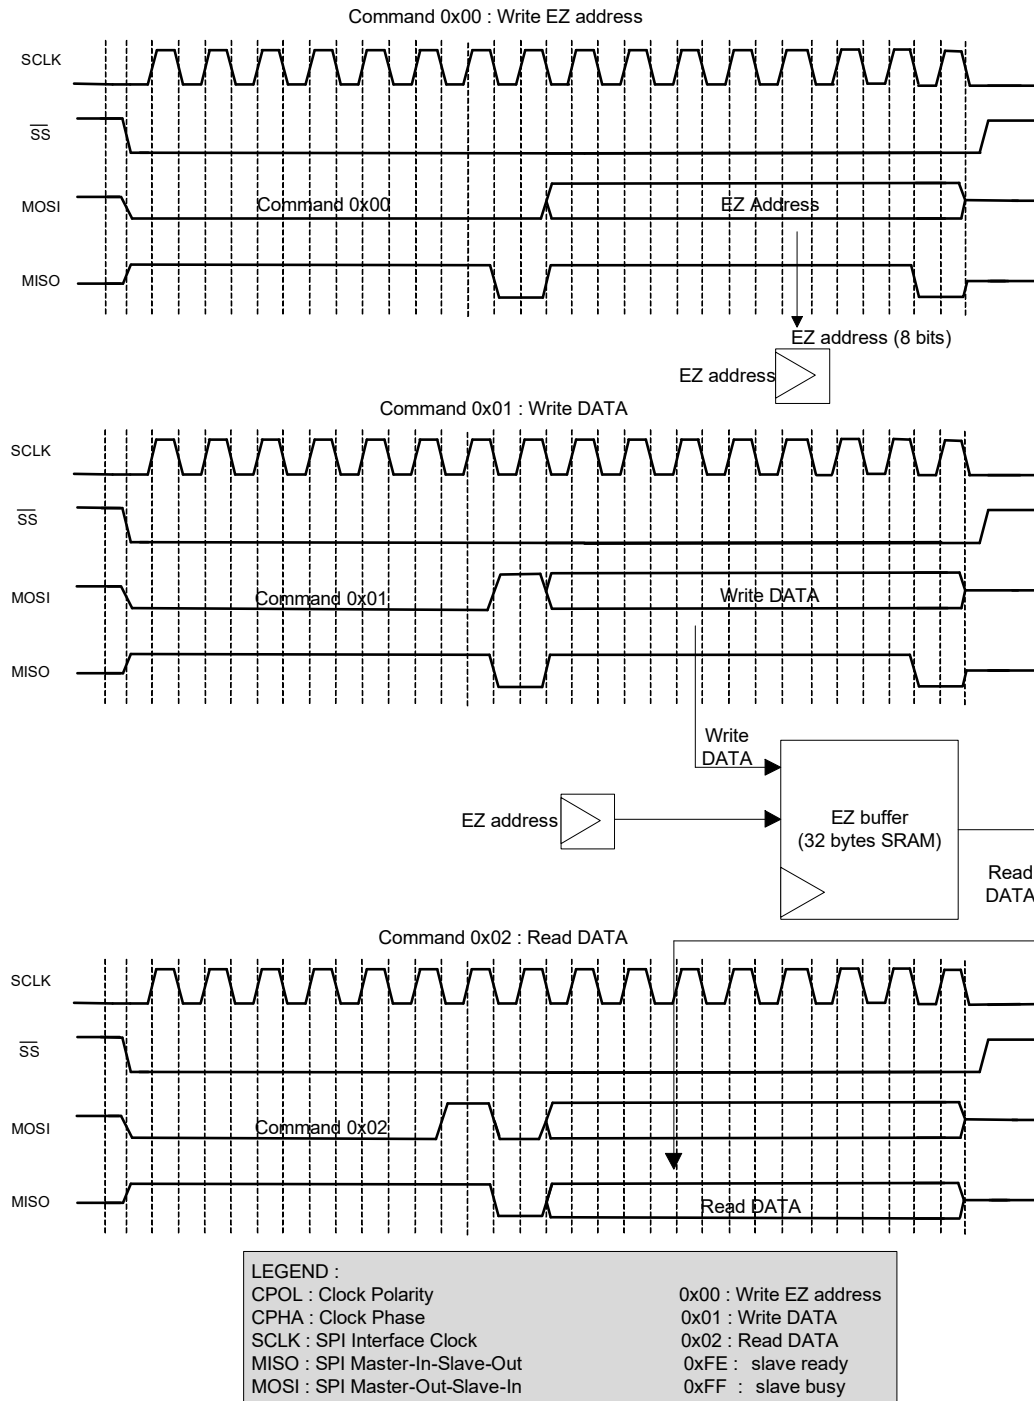 Command 0x00 : Write EZ address
SCLK
SS
MOSI
Command 0x00
EZ Address
MISO
EZ address (8 bits)
EZ address
Command 0x01 : Write DATA
SCLK
SS
MOSI
Command 0x01
Write DATA
MISO
Write
DATA
EZ address
EZ buffer
(32 bytes SRAM)
Read
DATA
Command 0x02 : Read DATA
SCLK
SS
MOSI
Command 0x02
MISO
Read DATA
LEGEND :
CPOL : Clock Polarity 0x00 : Write EZ address
CPHA : Clock Phase 0x01 : Write DATA
SCLK : SPI Interface Clock 0x02 : Read DATA
MISO : SPI Master-In-Slave-Out 0xFE : slave ready
MOSI : SPI Master-Out-Slave-In 0xFF : slave busy